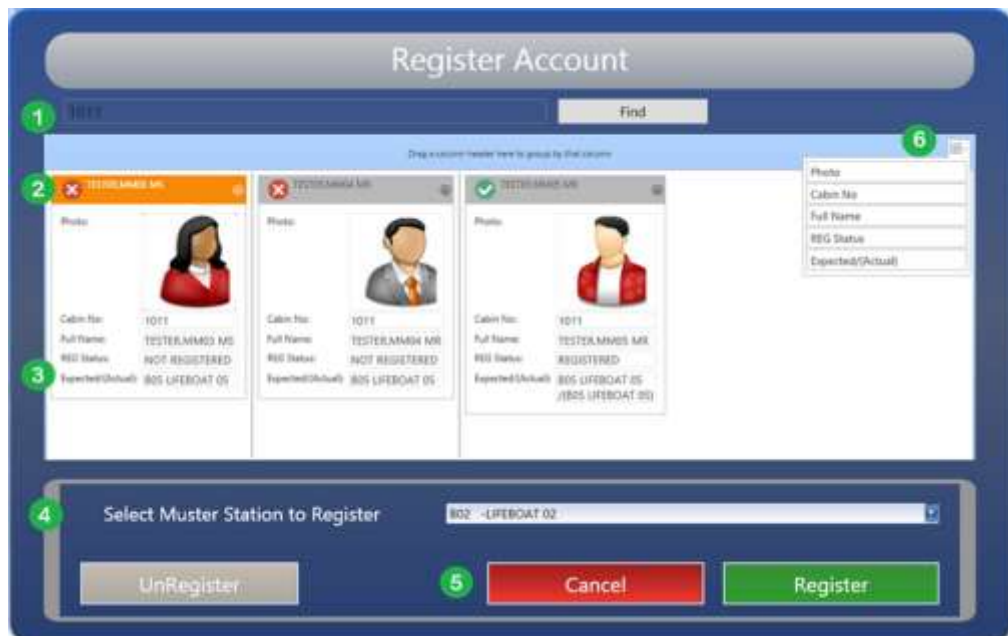 Register Account
1
1011
Find
6
Drag a column header here to group by that column
Photo
Cabin No
Full Name
REG Status
Expected/(Actual)
2
TESTER,MM03 MS
TESTER,MM04 MR
TESTER,MM05 MR
Photo:
Photo:
Photo:
Cabin No: 1011
Cabin No: 1011
Cabin No: 1011
Full Name: TESTER,MM03 MS
Full Name: TESTER,MM04 MR
Full Name: TESTER,MM05 MR
REG Status: NOT REGISTERED
REG Status: NOT REGISTERED
REG Status: REGISTERED
3
Expected/(Actual): B05 LIFEBOAT 05
Expected/(Actual): B05 LIFEBOAT 05
Expected/(Actual): B05 LIFEBOAT 05
/(B05 LIFEBOAT 05)
4
Select Muster Station to Register
B02 -LIFEBOAT 02
UnRegister
5
Cancel
Register